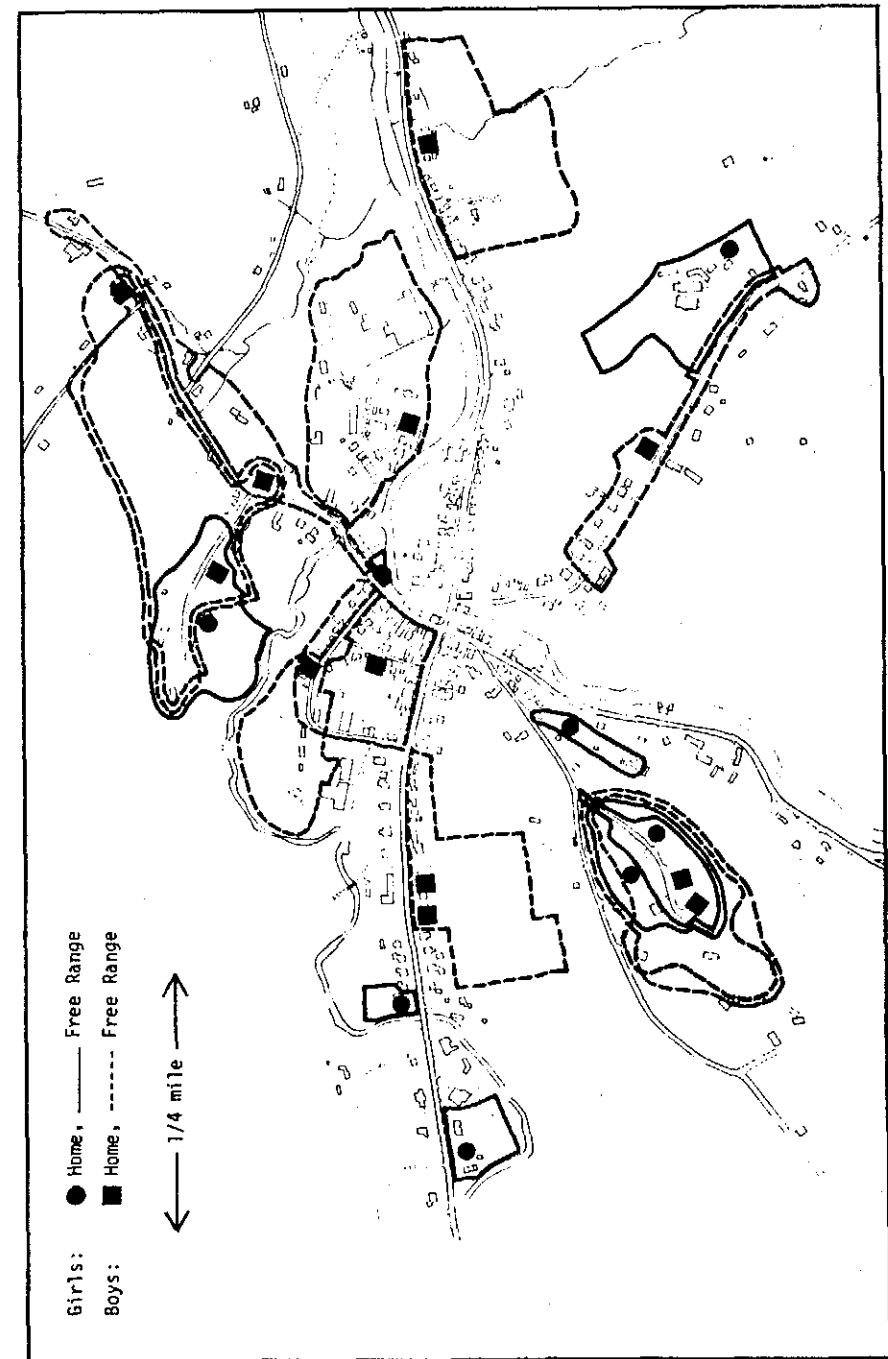 Girls: ● Home, ——— Free Range
Boys: ■ Home, ----- Free Range
1/4 mile